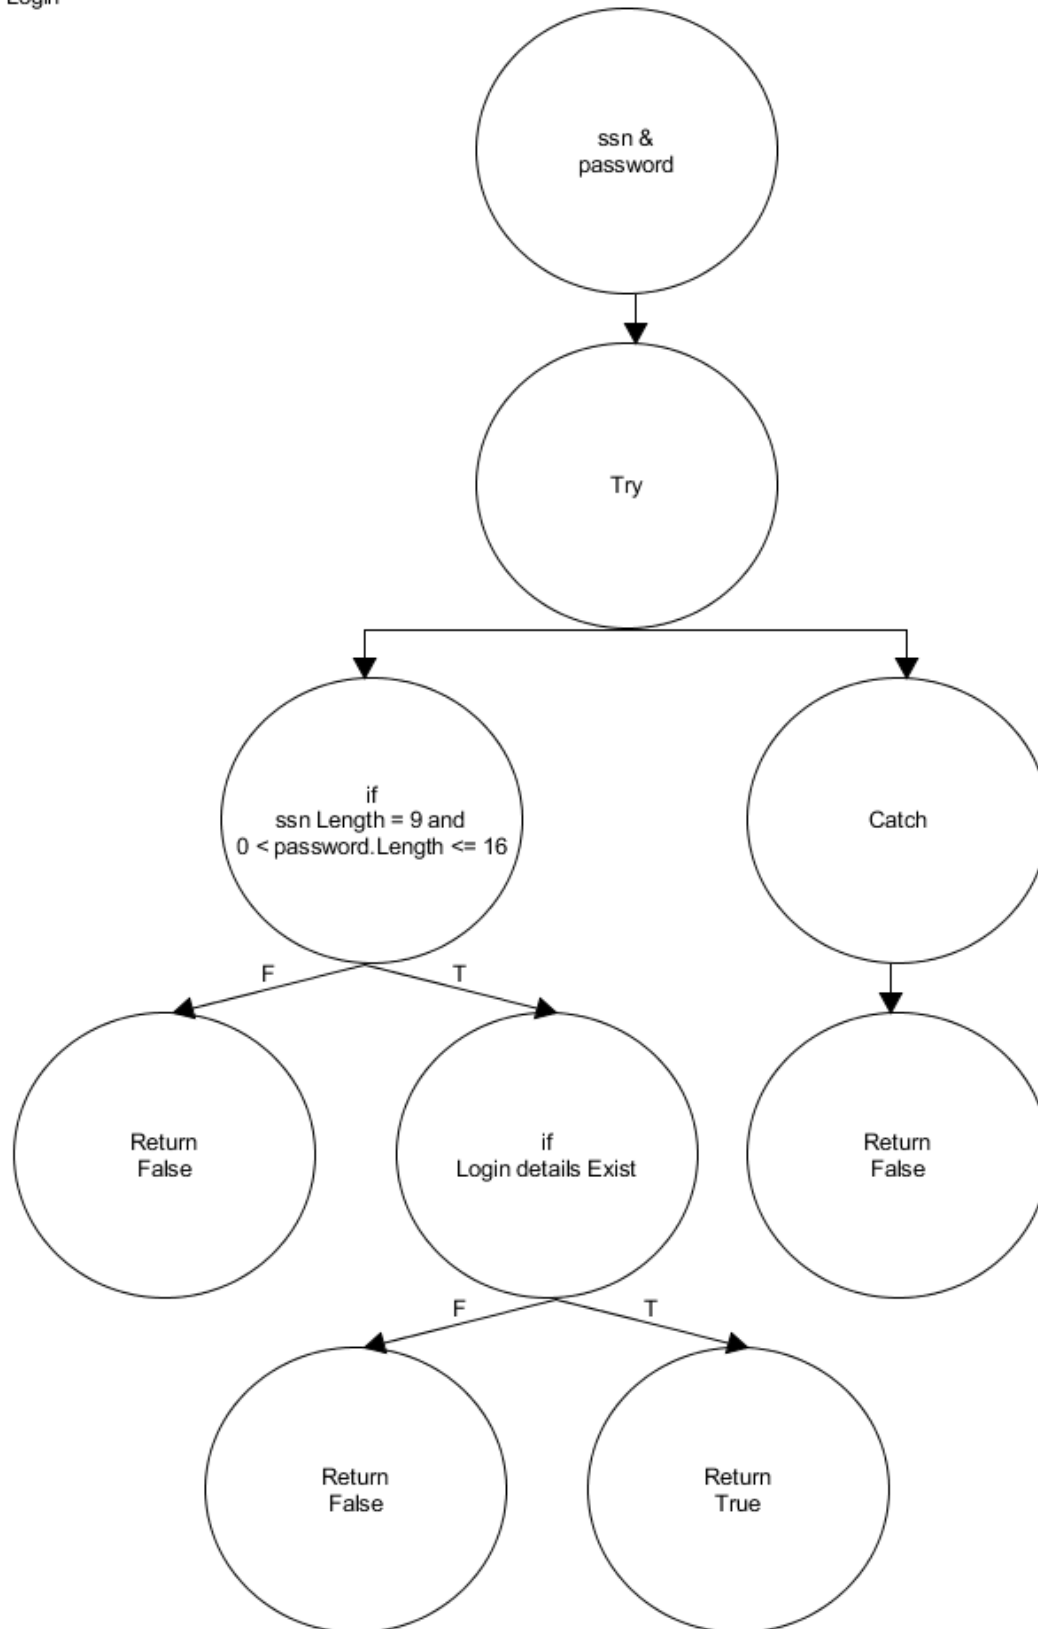 Login
ssn &
password
Try
if
ssn Length = 9 and
0 < password.Length <= 16
Catch
F
T
Return
False
if
Login details Exist
Return
False
F
T
Return
False
Return
True